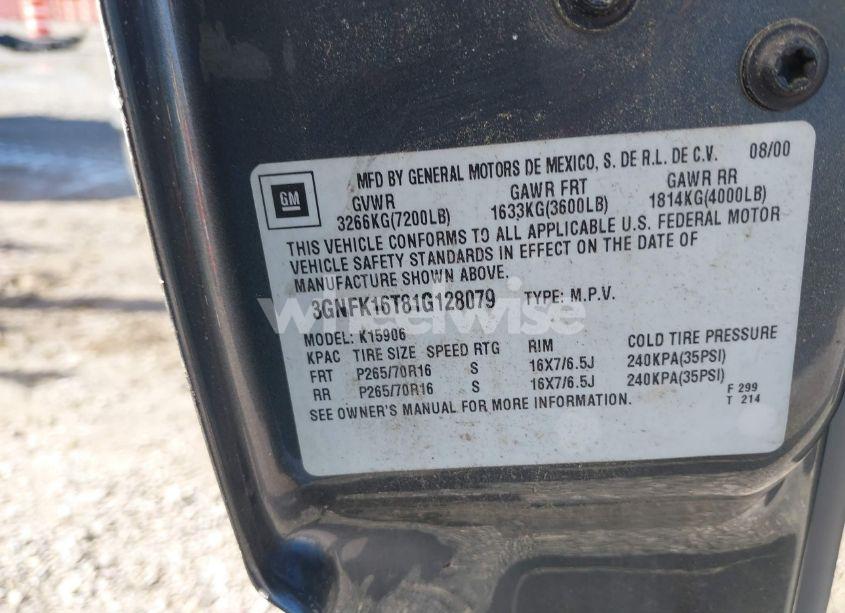 MFD BY GENERAL MOTORS DE MEXICO, S. DE R.L. DE C.V. 08/00
GM
GVWR GAWR FRT GAWR RR
3266KG(7200LB) 1633KG(3600LB) 1814KG(4000LB)
THIS VEHICLE CONFORMS TO ALL APPLICABLE U.S. FEDERAL MOTOR
VEHICLE SAFETY STANDARDS IN EFFECT ON THE DATE OF
MANUFACTURE SHOWN ABOVE.
3GNFK16T81G128079 TYPE: M.P.V.
wheelwise
MODEL: K15906
KPAC TIRE SIZE SPEED RTG RIM COLD TIRE PRESSURE
FRT P265/70R16 S 16X7/6.5J 240KPA(35PSI)
RR P265/70R16 S 16X7/6.5J 240KPA(35PSI)
SEE OWNER'S MANUAL FOR MORE INFORMATION.
F 299
T 214